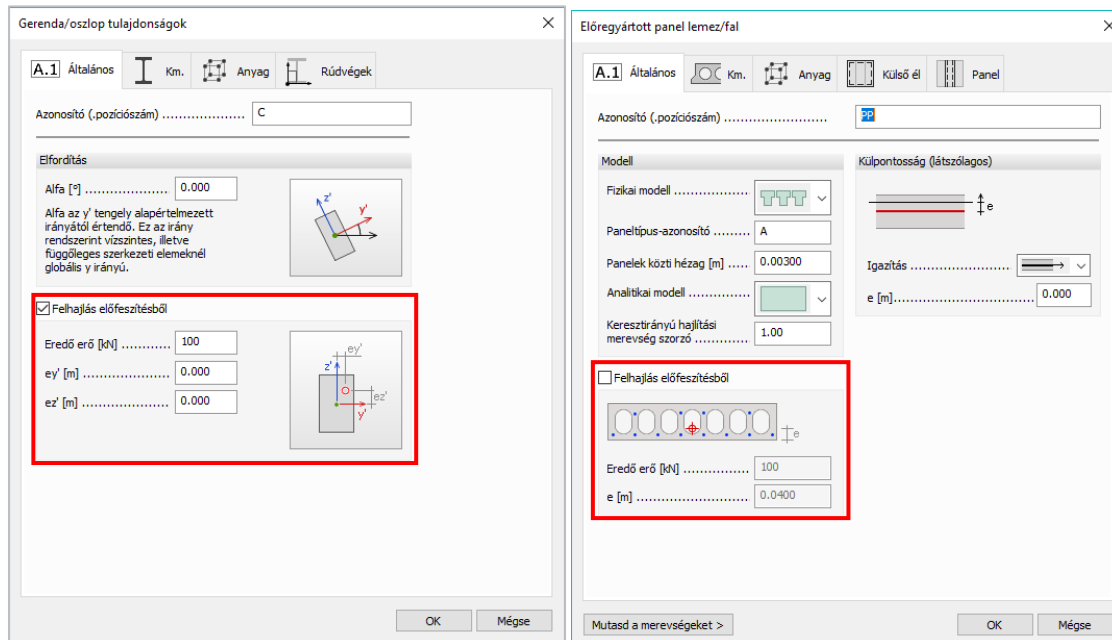 Gerenda/oszlop tulajdonságok
A.1 Általános
Km.
Anyag
Rúdvégek
Azonosító (.pozíciószám) ....................
C
Elfordítás
Alfa [°] ....................
0.000
Alfa az y' tengely alapértelmezett
irányától értendő. Ez az irány
rendszerint vízszintes, illetve
függőleges szerkezeti elemeknél
globális y irányú.
z'
y'
Felhajlás előfeszítésből
Eredő erő [kN] ............
100
ey' [m] .....................
0.000
ez' [m] .....................
0.000
ey'
z'
ez'
y'
OK
Mégse
Előregyártott panel lemez/fal
A.1 Általános
Km.
Anyag
Külső él
Panel
Azonosító (.pozíciószám) .........................
PP
Modell
Fizikai modell ..................
Paneltípus-azonosító .........
A
Panelek közti hézag [m] .....
0.00300
Analitikai modell ...............
Keresztirányú hajlítási
merevség szorzó ..............
1.00
Külpontosság (látszólagos)
e
Igazítás ........................
e [m]...................................
0.000
Felhajlás előfeszítésből
e
Eredő erő [kN] ................
100
e [m] ...........................
0.0400
Mutasd a merevségeket >
OK
Mégse